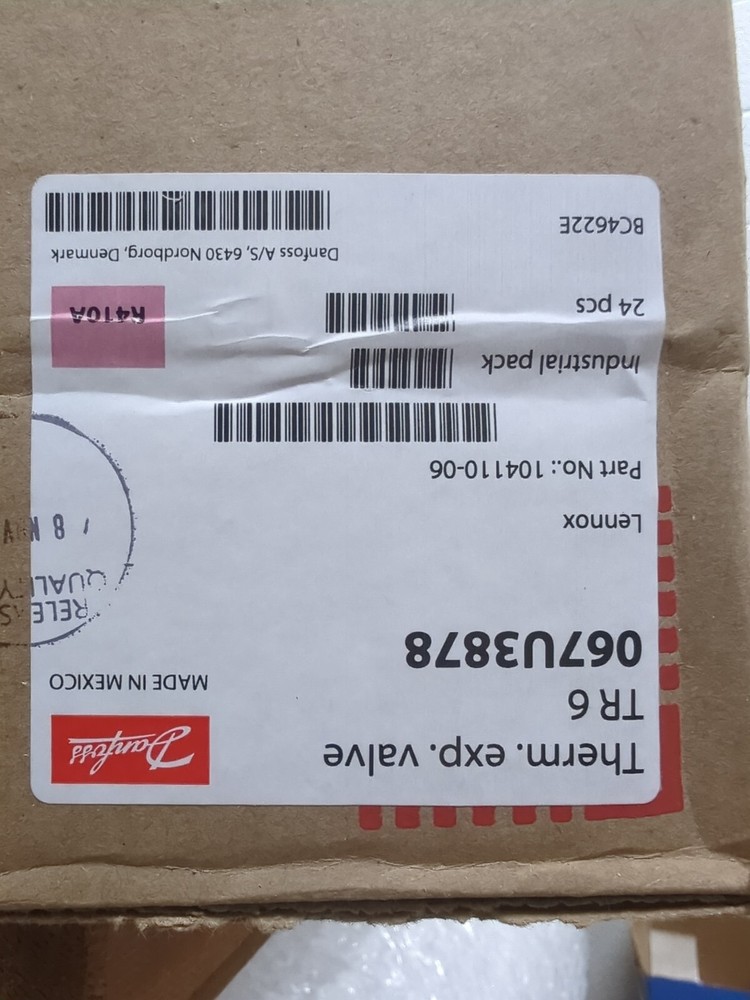 Therm. exp. valve
Danfoss
TR 6
067U3878
MADE IN MEXICO
Lennox
Part No.: 104110-06
Industrial pack
24 pcs
R410A
Danfoss A/S, 6430 Nordborg, Denmark
BC4622E
QUALITY